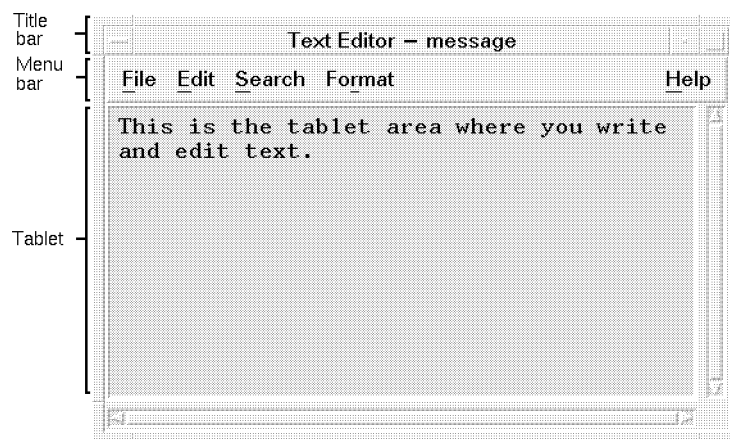 Title
bar
Text Editor – message
Menu
bar
File Edit Search Format Help
This is the tablet area where you write
and edit text.
Tablet